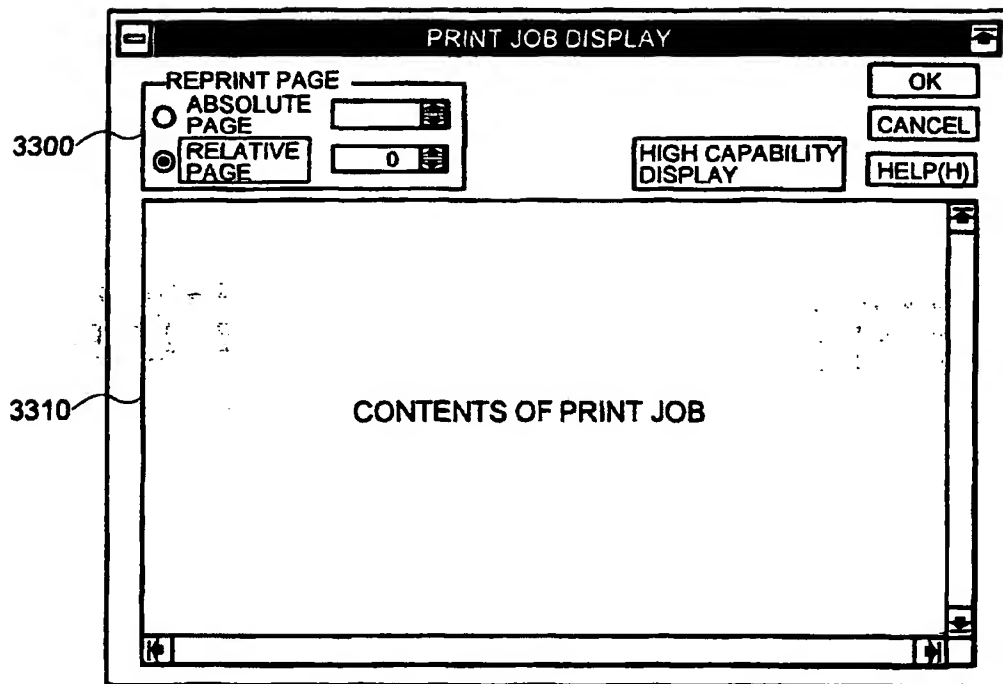 PRINT JOB DISPLAY
REPRINT PAGE
ABSOLUTE
PAGE
RELATIVE
PAGE
0
3300
HIGH CAPABILITY
DISPLAY
OK
CANCEL
HELP(H)
3310
CONTENTS OF PRINT JOB